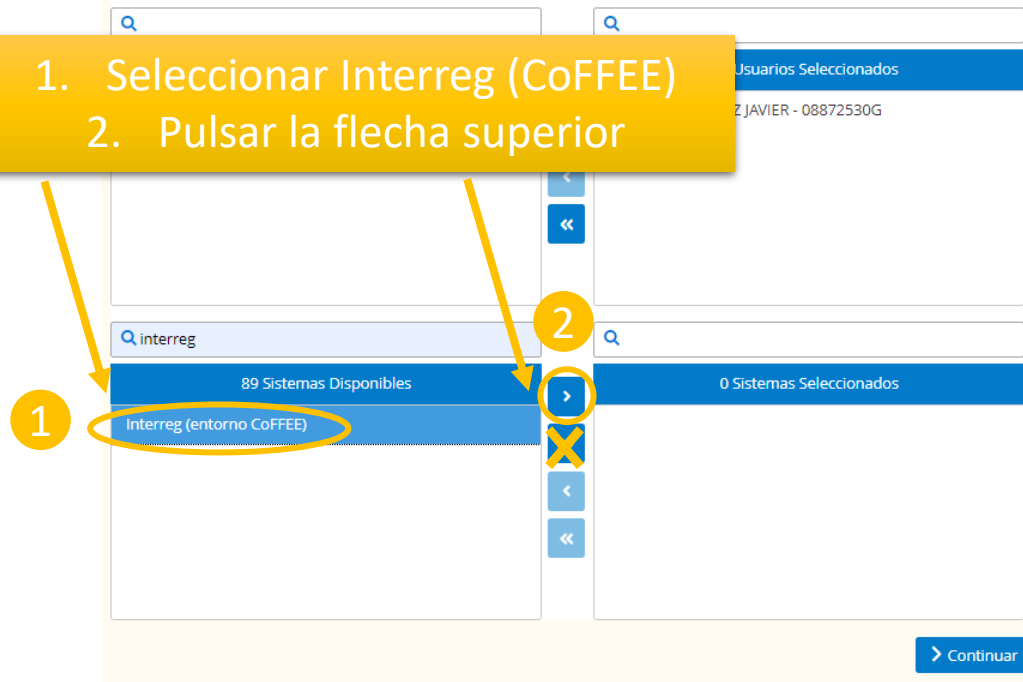 1. Seleccionar Interreg (CoFFEE)
2. Pulsar la flecha superior
Usuarios Seleccionados
Z JAVIER - 08872530G
interreg
2
89 Sistemas Disponibles
0 Sistemas Seleccionados
1
Interreg (entorno CoFFEE)
Continuar